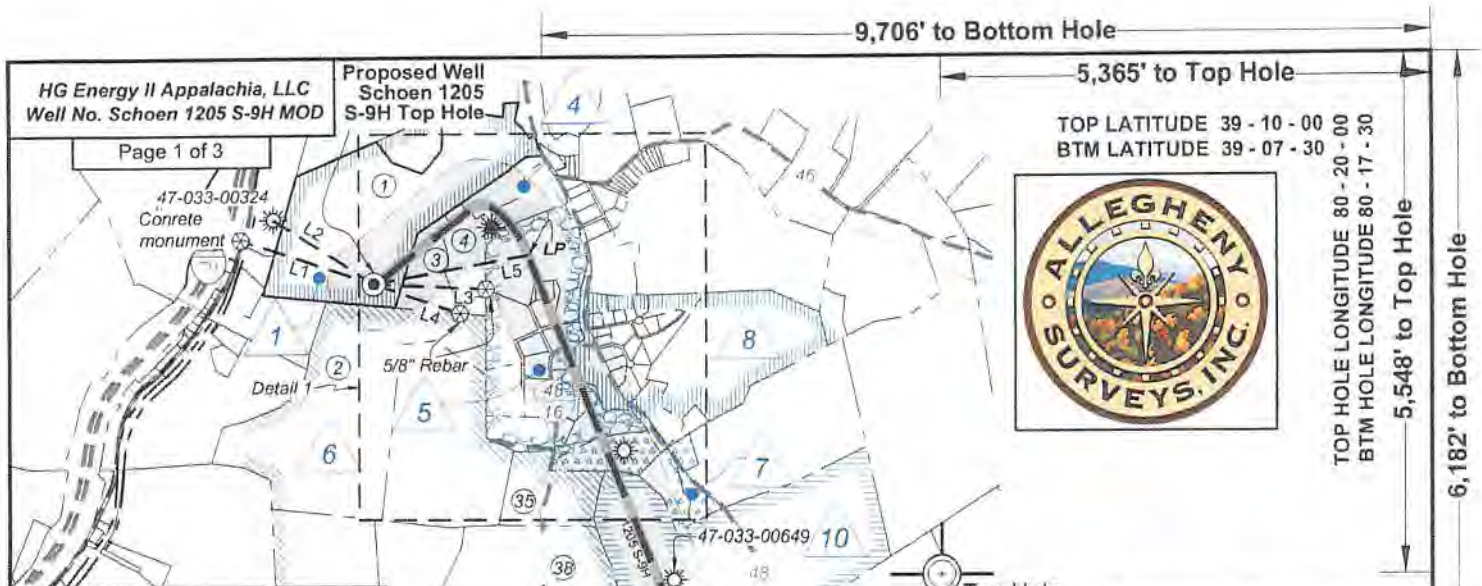 9,706' to Bottom Hole
5,365' to Top Hole
HG Energy II Appalachia, LLC
Well No. Schoen 1205 S-9H MOD
Page 1 of 3
Proposed Well
Schoen 1205
S-9H Top Hole
TOP LATITUDE 39 - 10 - 00
BTM LATITUDE 39 - 07 - 30
TOP HOLE LONGITUDE 80 - 20 - 00
BTM HOLE LONGITUDE 80 - 17 - 30
5,548' to Top Hole
6,182' to Bottom Hole
ALLEGHENY
SURVEYS, INC.
47-033-00324
Conrete
monument
L2
L1
1
4
46
4
3
LP
L5
L3
L4
1
2
8
5/8" Rebar
Detail 1
48
16
5
6
7
35
1205 S-9H
47-033-00649
10
38
48